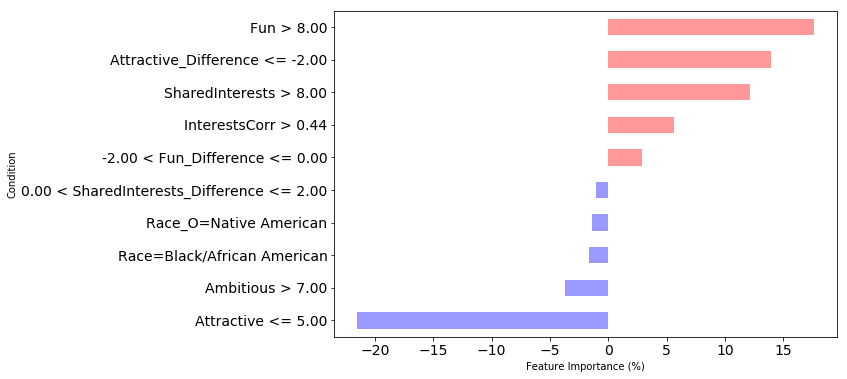 Fun > 8.00
Attractive_Difference <= -2.00
SharedInterests > 8.00
InterestsCorr > 0.44
-2.00 < Fun_Difference <= 0.00
0.00 < SharedInterests_Difference <= 2.00
Race_O=Native American
Race=Black/African American
Ambitious > 7.00
Attractive <= 5.00
Condition
−20 −15 −10 −5 0 5 10 15
Feature Importance (%)